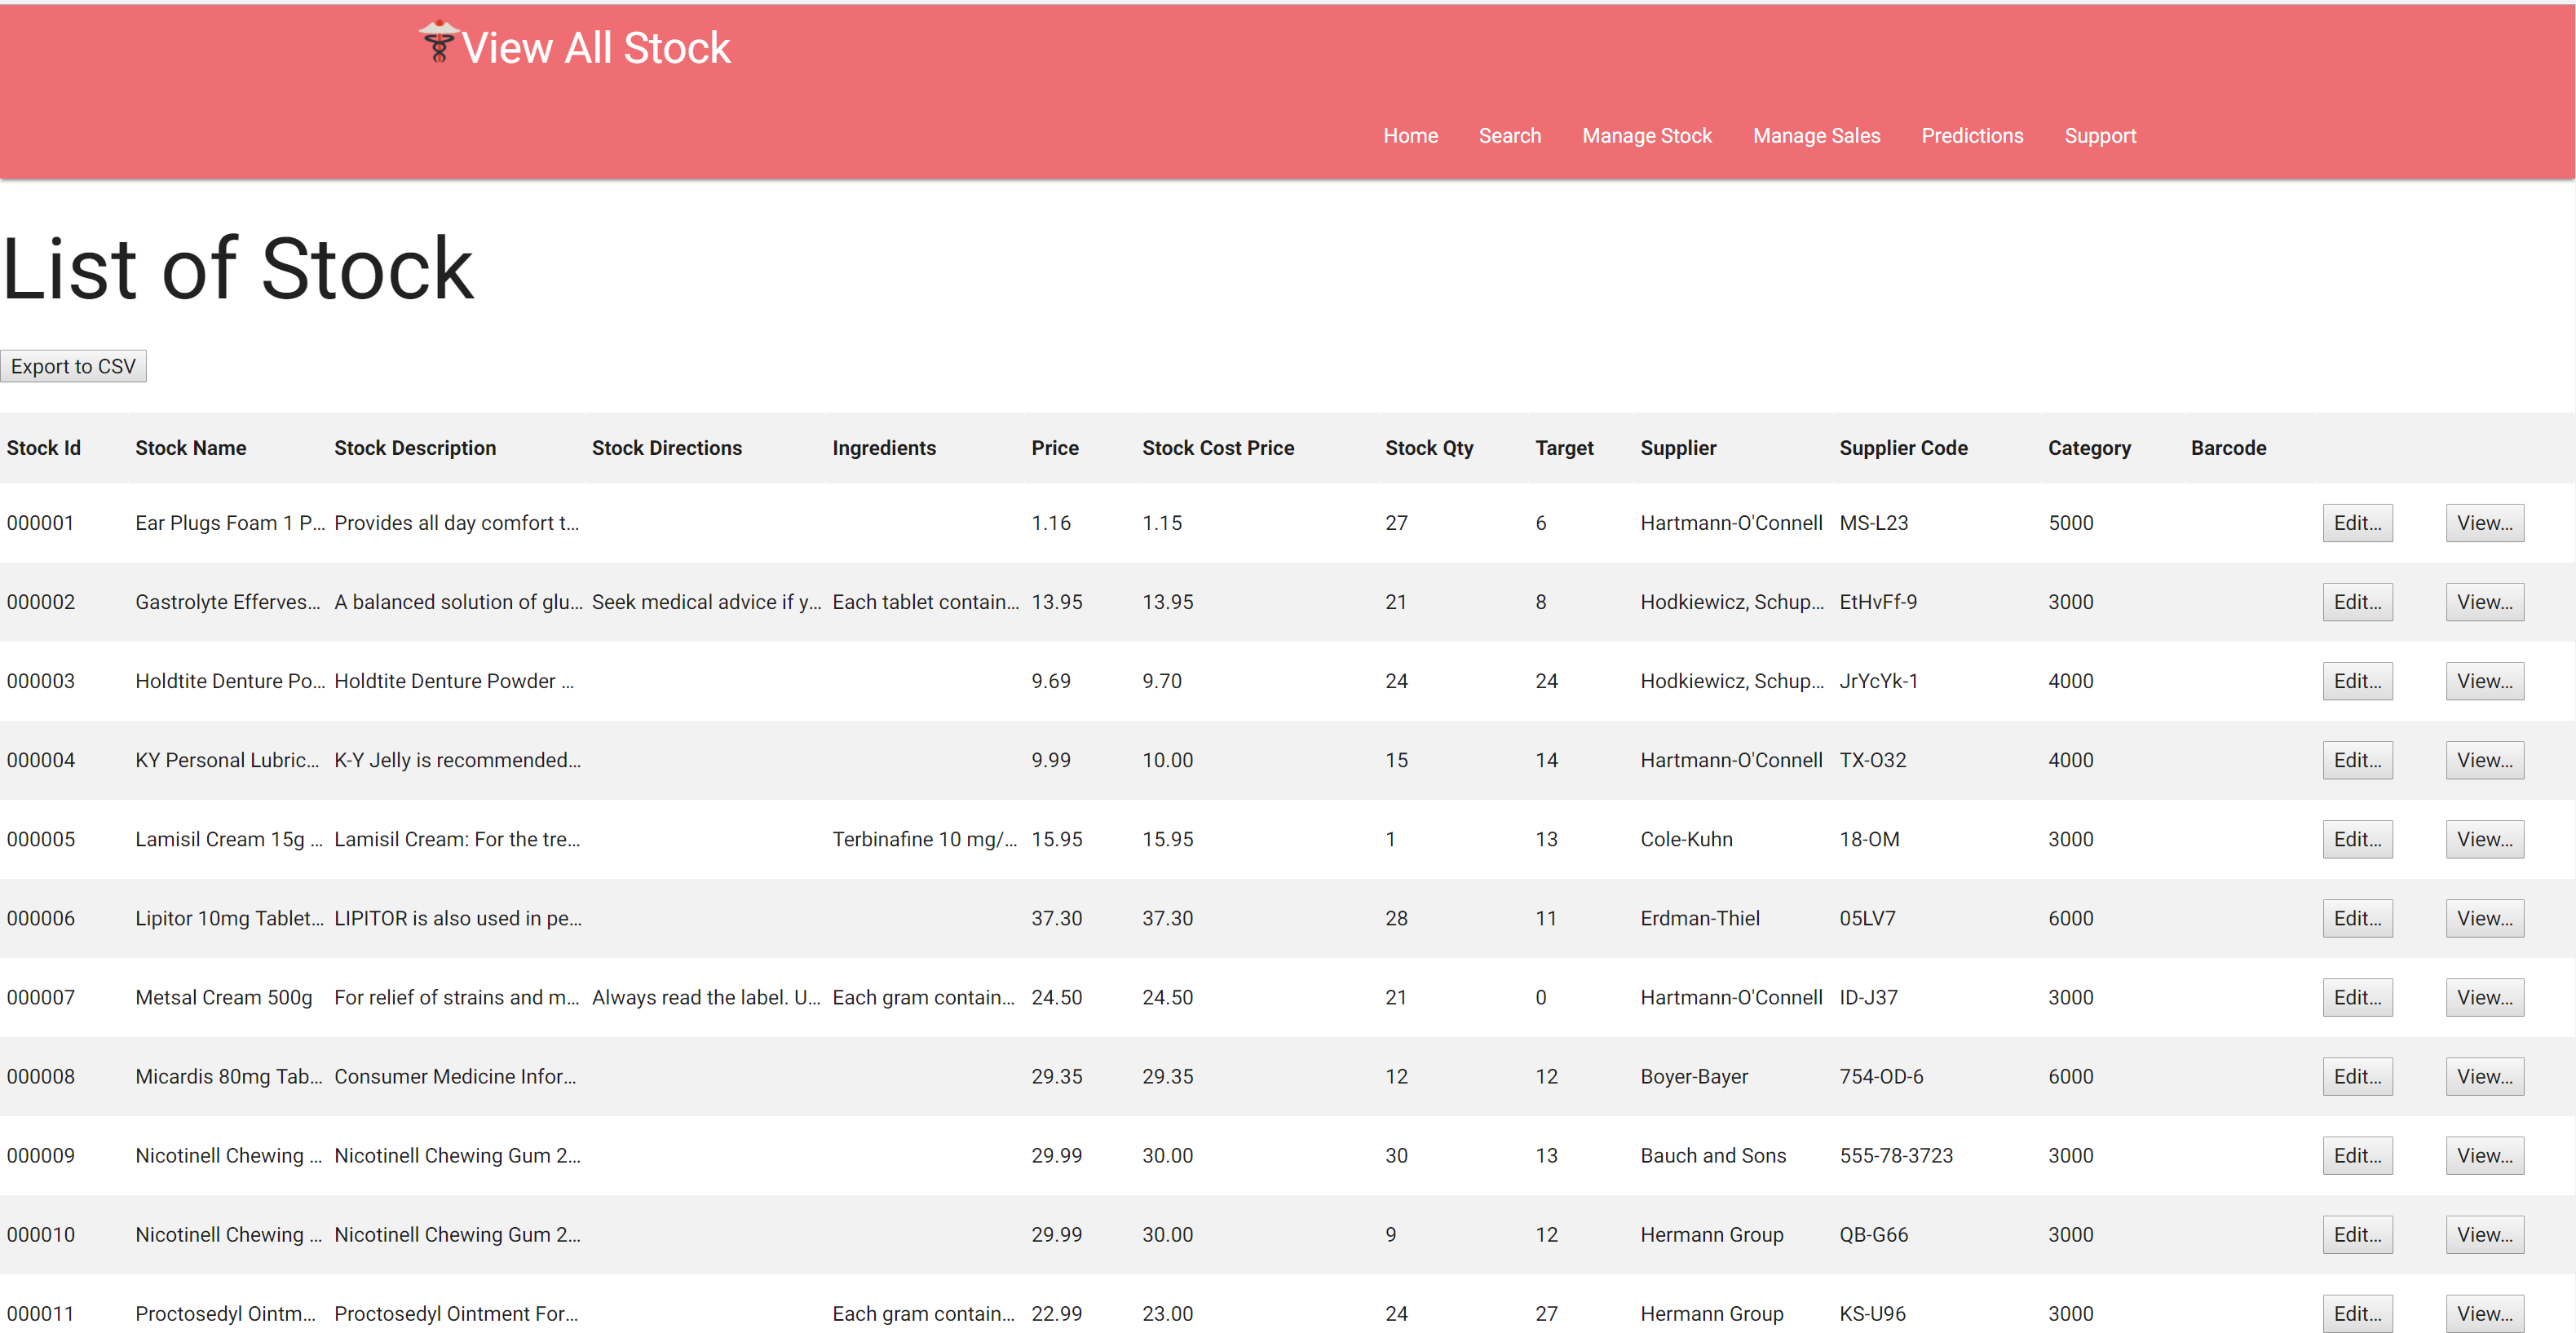 View All Stock
Home Search Manage Stock Manage Sales Predictions Support
List of Stock
Export to CSV
Stock Id Stock Name Stock Description Stock Directions Ingredients Price Stock Cost Price Stock Qty Target Supplier Supplier Code Category Barcode
000001 Ear Plugs Foam 1 P... Provides all day comfort t... 1.16 1.15 27 6 Hartmann-O'Connell MS-L23 5000 Edit... View...
000002 Gastrolyte Efferves... A balanced solution of glu... Seek medical advice if y... Each tablet contain... 13.95 13.95 21 8 Hodkiewicz, Schup... EtHvFf-9 3000 Edit... View...
000003 Holdtite Denture Po... Holdtite Denture Powder ... 9.69 9.70 24 24 Hodkiewicz, Schup... JrYcYk-1 4000 Edit... View...
000004 KY Personal Lubric... K-Y Jelly is recommended... 9.99 10.00 15 14 Hartmann-O'Connell TX-O32 4000 Edit... View...
000005 Lamisil Cream 15g ... Lamisil Cream: For the tre... Terbinafine 10 mg/... 15.95 15.95 1 13 Cole-Kuhn 18-OM 3000 Edit... View...
000006 Lipitor 10mg Tablet... LIPITOR is also used in pe... 37.30 37.30 28 11 Erdman-Thiel 05LV7 6000 Edit... View...
000007 Metsal Cream 500g For relief of strains and m... Always read the label. U... Each gram contain... 24.50 24.50 21 0 Hartmann-O'Connell ID-J37 3000 Edit... View...
000008 Micardis 80mg Tab... Consumer Medicine Infor... 29.35 29.35 12 12 Boyer-Bayer 754-OD-6 6000 Edit... View...
000009 Nicotinell Chewing ... Nicotinell Chewing Gum 2... 29.99 30.00 30 13 Bauch and Sons 555-78-3723 3000 Edit... View...
000010 Nicotinell Chewing ... Nicotinell Chewing Gum 2... 29.99 30.00 9 12 Hermann Group QB-G66 3000 Edit... View...
000011 Proctosedyl Ointm... Proctosedyl Ointment For... Each gram contain... 22.99 23.00 24 27 Hermann Group KS-U96 3000 Edit... View...